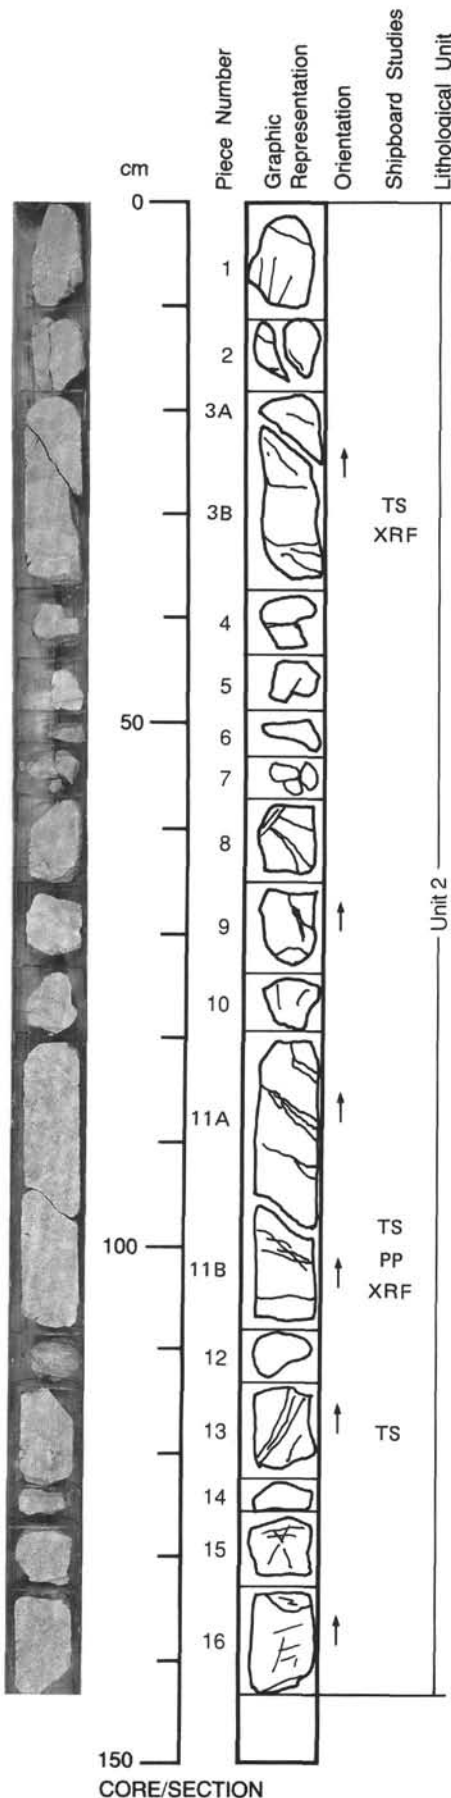 cm
Piece Number
Graphic
Representation
Orientation
Shipboard Studies
Lithological Unit
0
1
2
3A
3B
TS
XRF
4
5
50
6
7
8
Unit 2
9
10
11A
100
11B
TS
PP
XRF
12
13
TS
14
15
16
150
CORE/SECTION